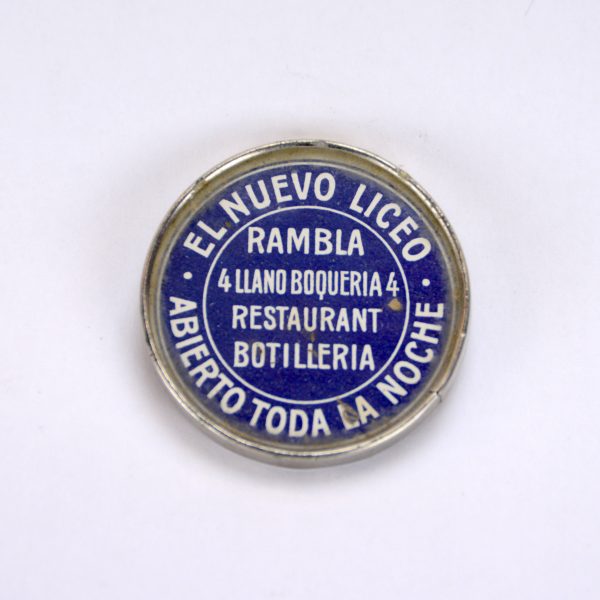 · EL NUEVO LICEO ·
RAMBLA
4 LLANO BOQUERIA 4
RESTAURANT
BOTILLERIA
ABIERTO TODA LA NOCHE